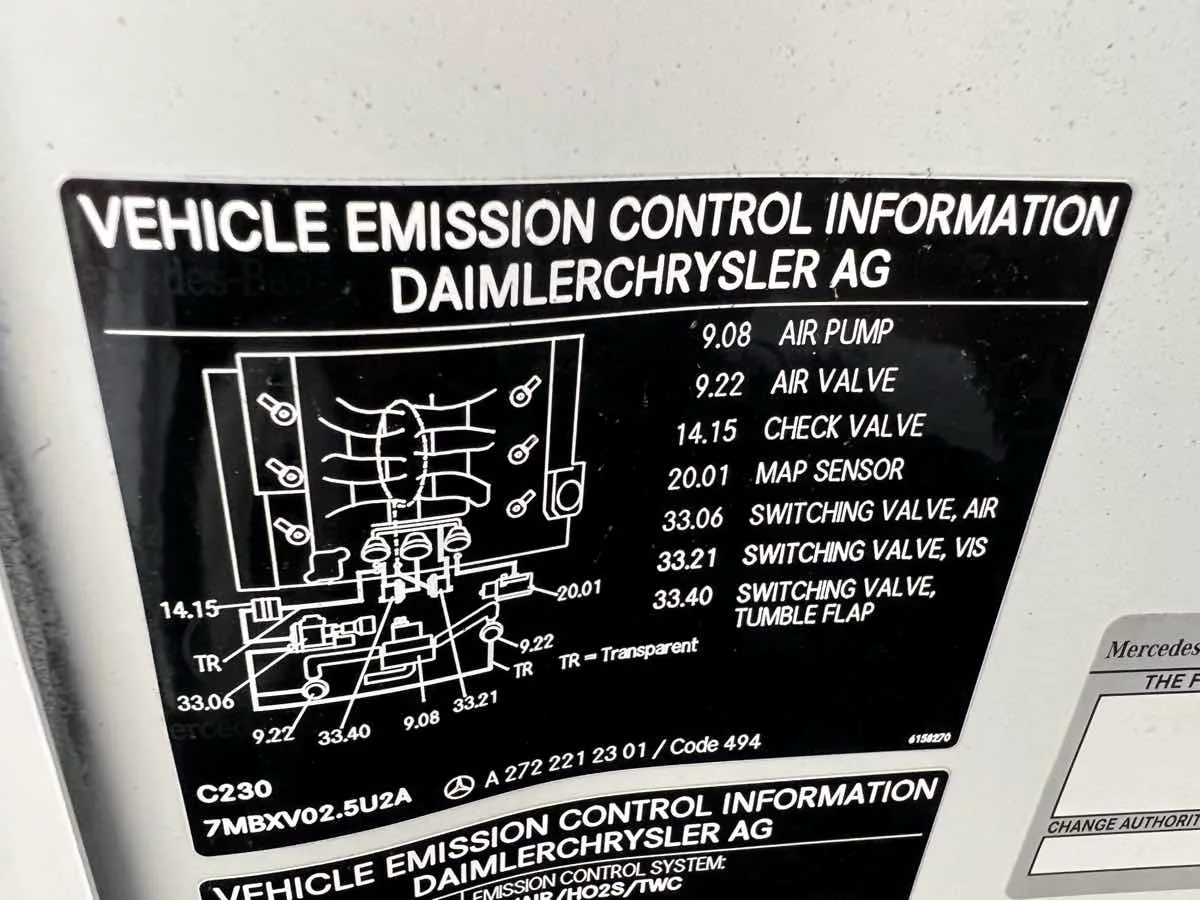 VEHICLE EMISSION CONTROL INFORMATION
DAIMLERCHRYSLER AG
9.08 AIR PUMP
9.22 AIR VALVE
14.15 CHECK VALVE
20.01 MAP SENSOR
33.06 SWITCHING VALVE, AIR
33.21 SWITCHING VALVE, VIS
33.40 SWITCHING VALVE,
TUMBLE FLAP
14.15
20.01
TR
9.22
TR
TR = Transparent
33.06
9.22
33.40
9.08
33.21
6158270
C230
A 272 221 23 01 / Code 494
7MBXV02.5U2A
VEHICLE EMISSION CONTROL INFORMATION
DAIMLERCHRYSLER AG
EMISSION CONTROL SYSTEM:
/HO2S/TWC
Mercedes
THE F
CHANGE AUTHORIT